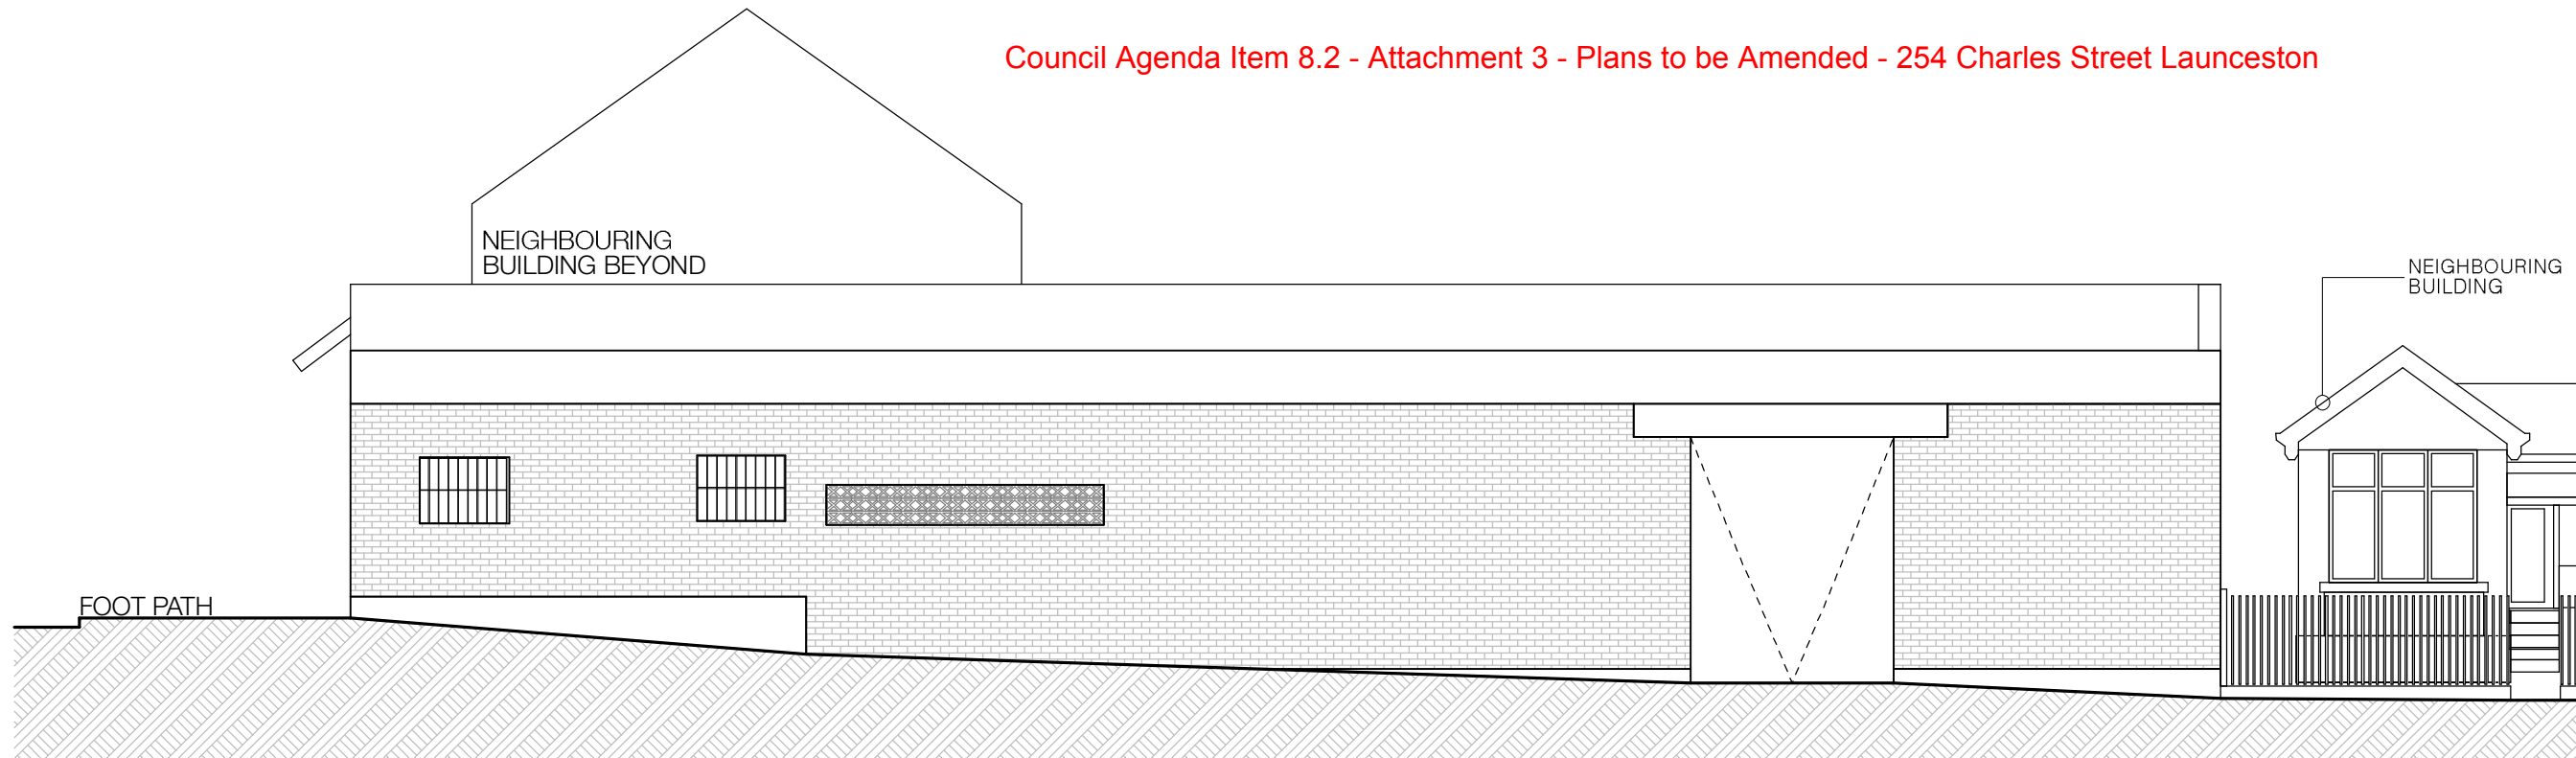 Council Agenda Item 8.2 - Attachment 3 - Plans to be Amended - 254 Charles Street Launceston
NEIGHBOURING
BUILDING BEYOND
NEIGHBOURING
BUILDING
FOOT PATH